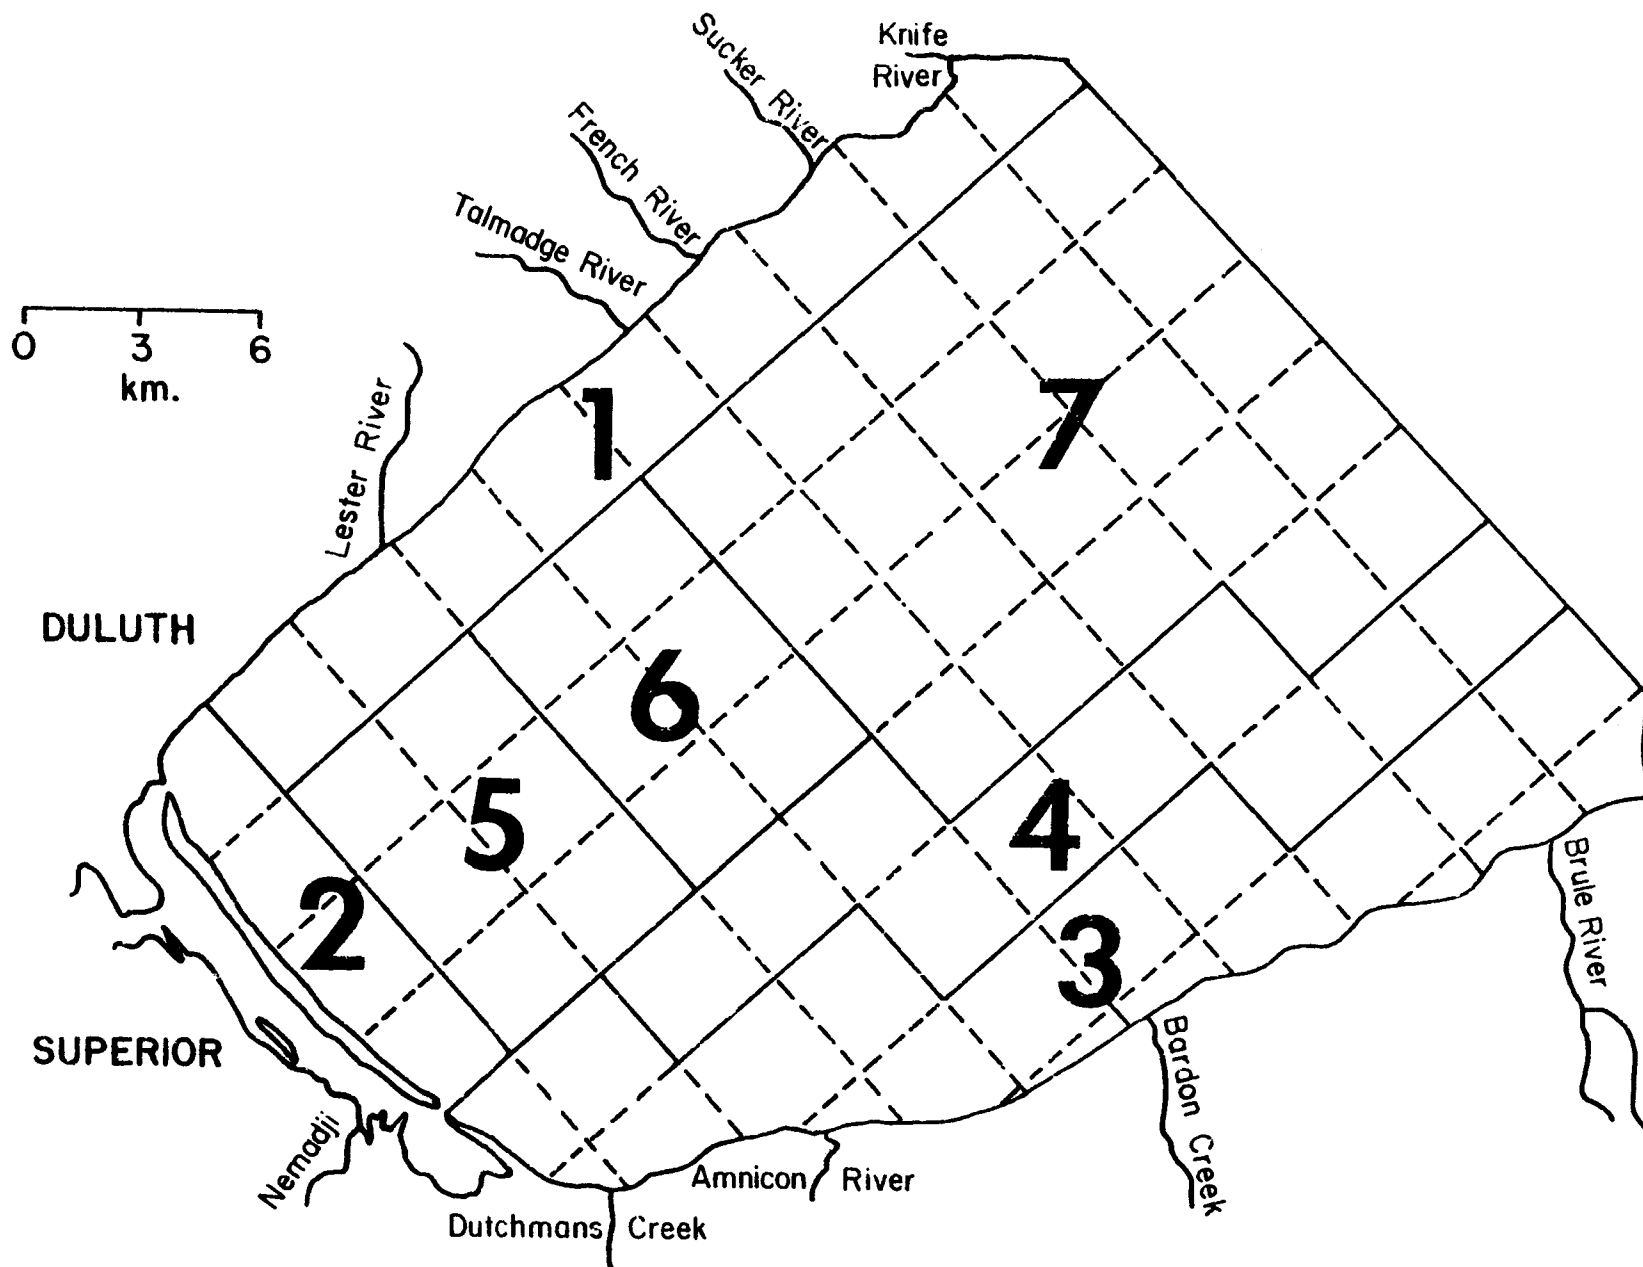 Knife
River
Sucker River
French River
Talmadge River
0 3 6
km.
Lester River
1
7
DULUTH
6
5
4
2
3
Brule River
SUPERIOR
Bardon Creek
Nemadji
Amnicon River
Dutchmans Creek